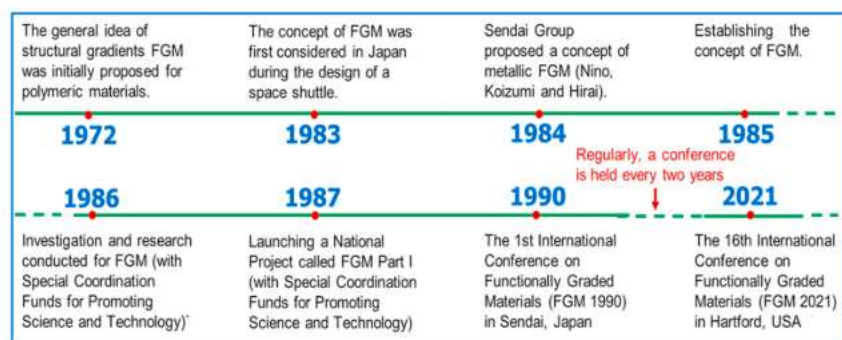 The general idea of
structural gradients FGM
was initially proposed for
polymeric materials.
The concept of FGM was
first considered in Japan
during the design of a
space shuttle.
Sendai Group
proposed a concept of
metallic FGM (Nino,
Koizumi and Hirai).
Establishing the
concept of FGM.
1972
1983
1984
1985
Regularly, a conference
is held every two years
1986
1987
1990
2021
Investigation and research
conducted for FGM (with
Special Coordination
Funds for Promoting
Science and Technology)`
Launching a National
Project called FGM Part I
(with Special Coordination
Funds for Promoting
Science and Technology)
The 1st International
Conference on
Functionally Graded
Materials (FGM 1990)
in Sendai, Japan
The 16th International
Conference on
Functionally Graded
Materials (FGM 2021)
in Hartford, USA